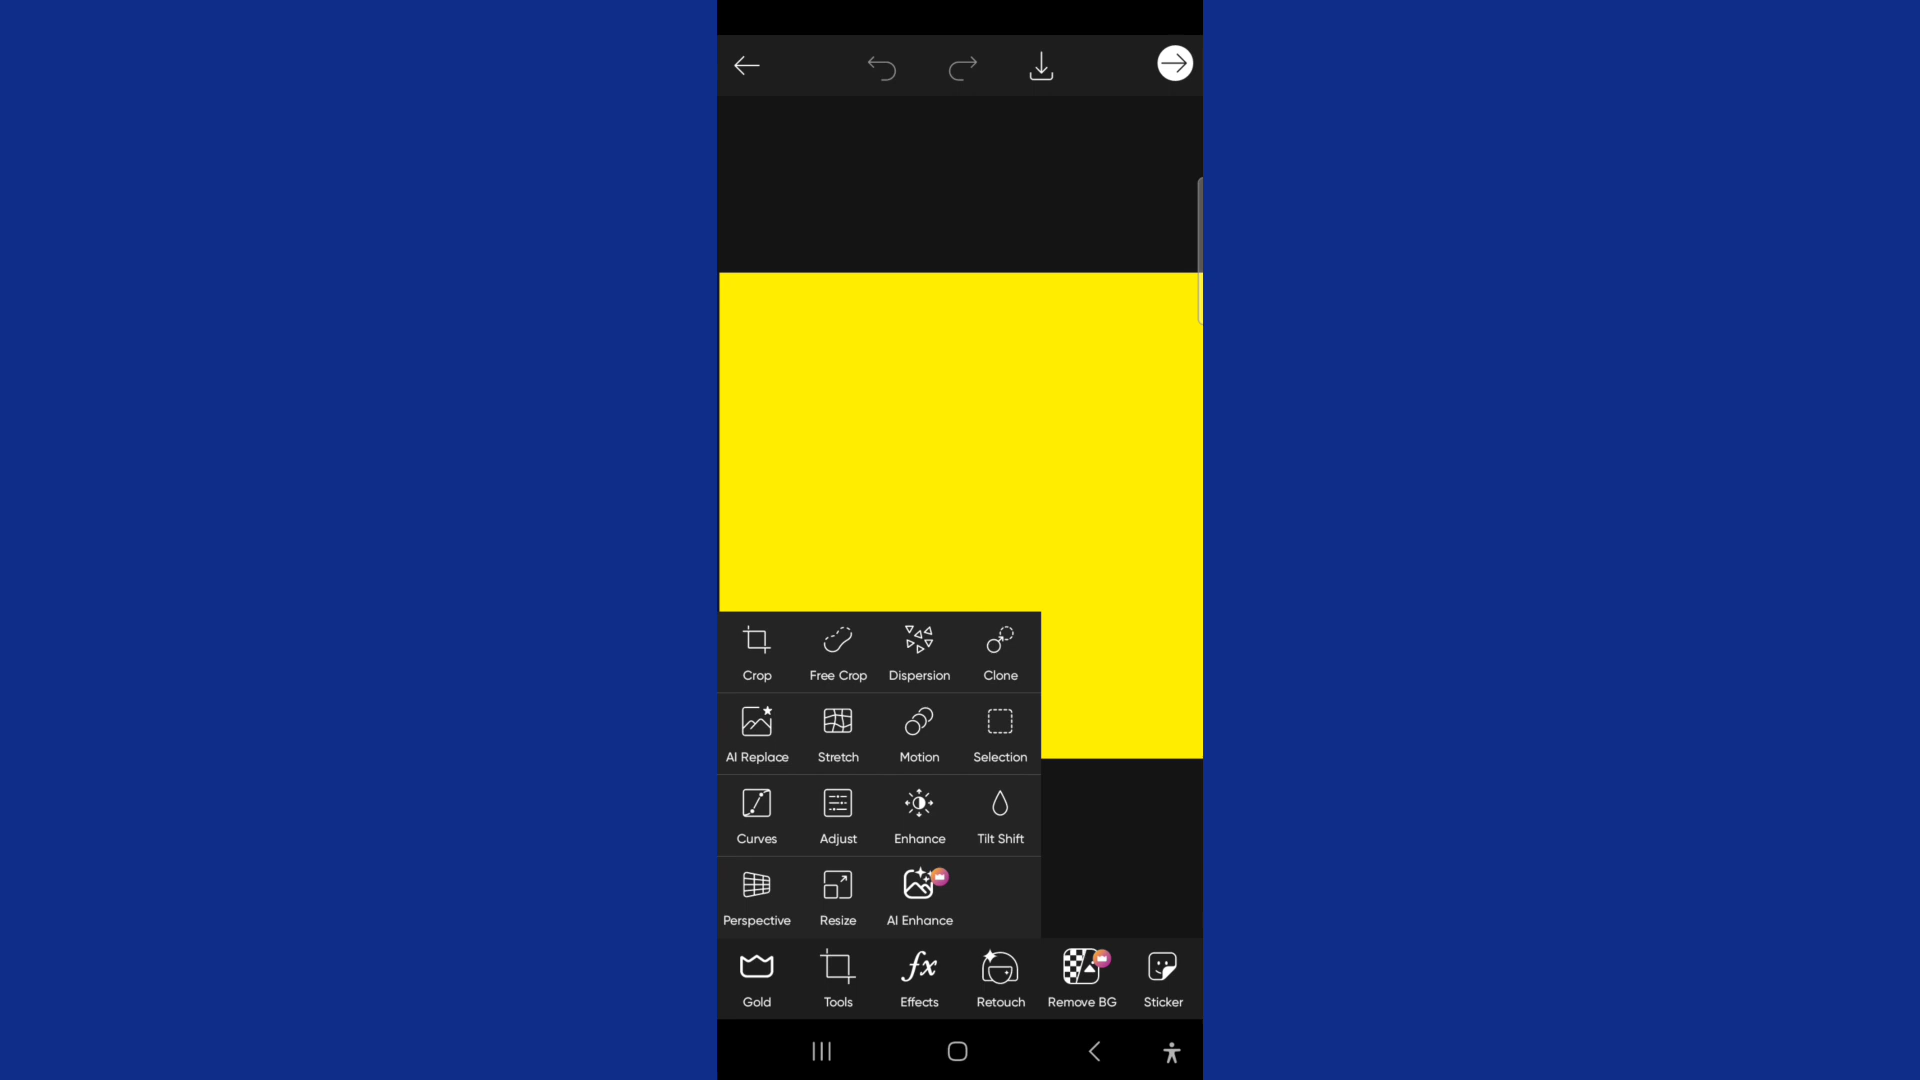 Crop Free Crop Dispersion Clone
AI Replace Stretch Motion Selection
Curves Adjust Enhance Tilt Shift
Perspective Resize AI Enhance
Gold Tools Effects Retouch Remove BG Sticker